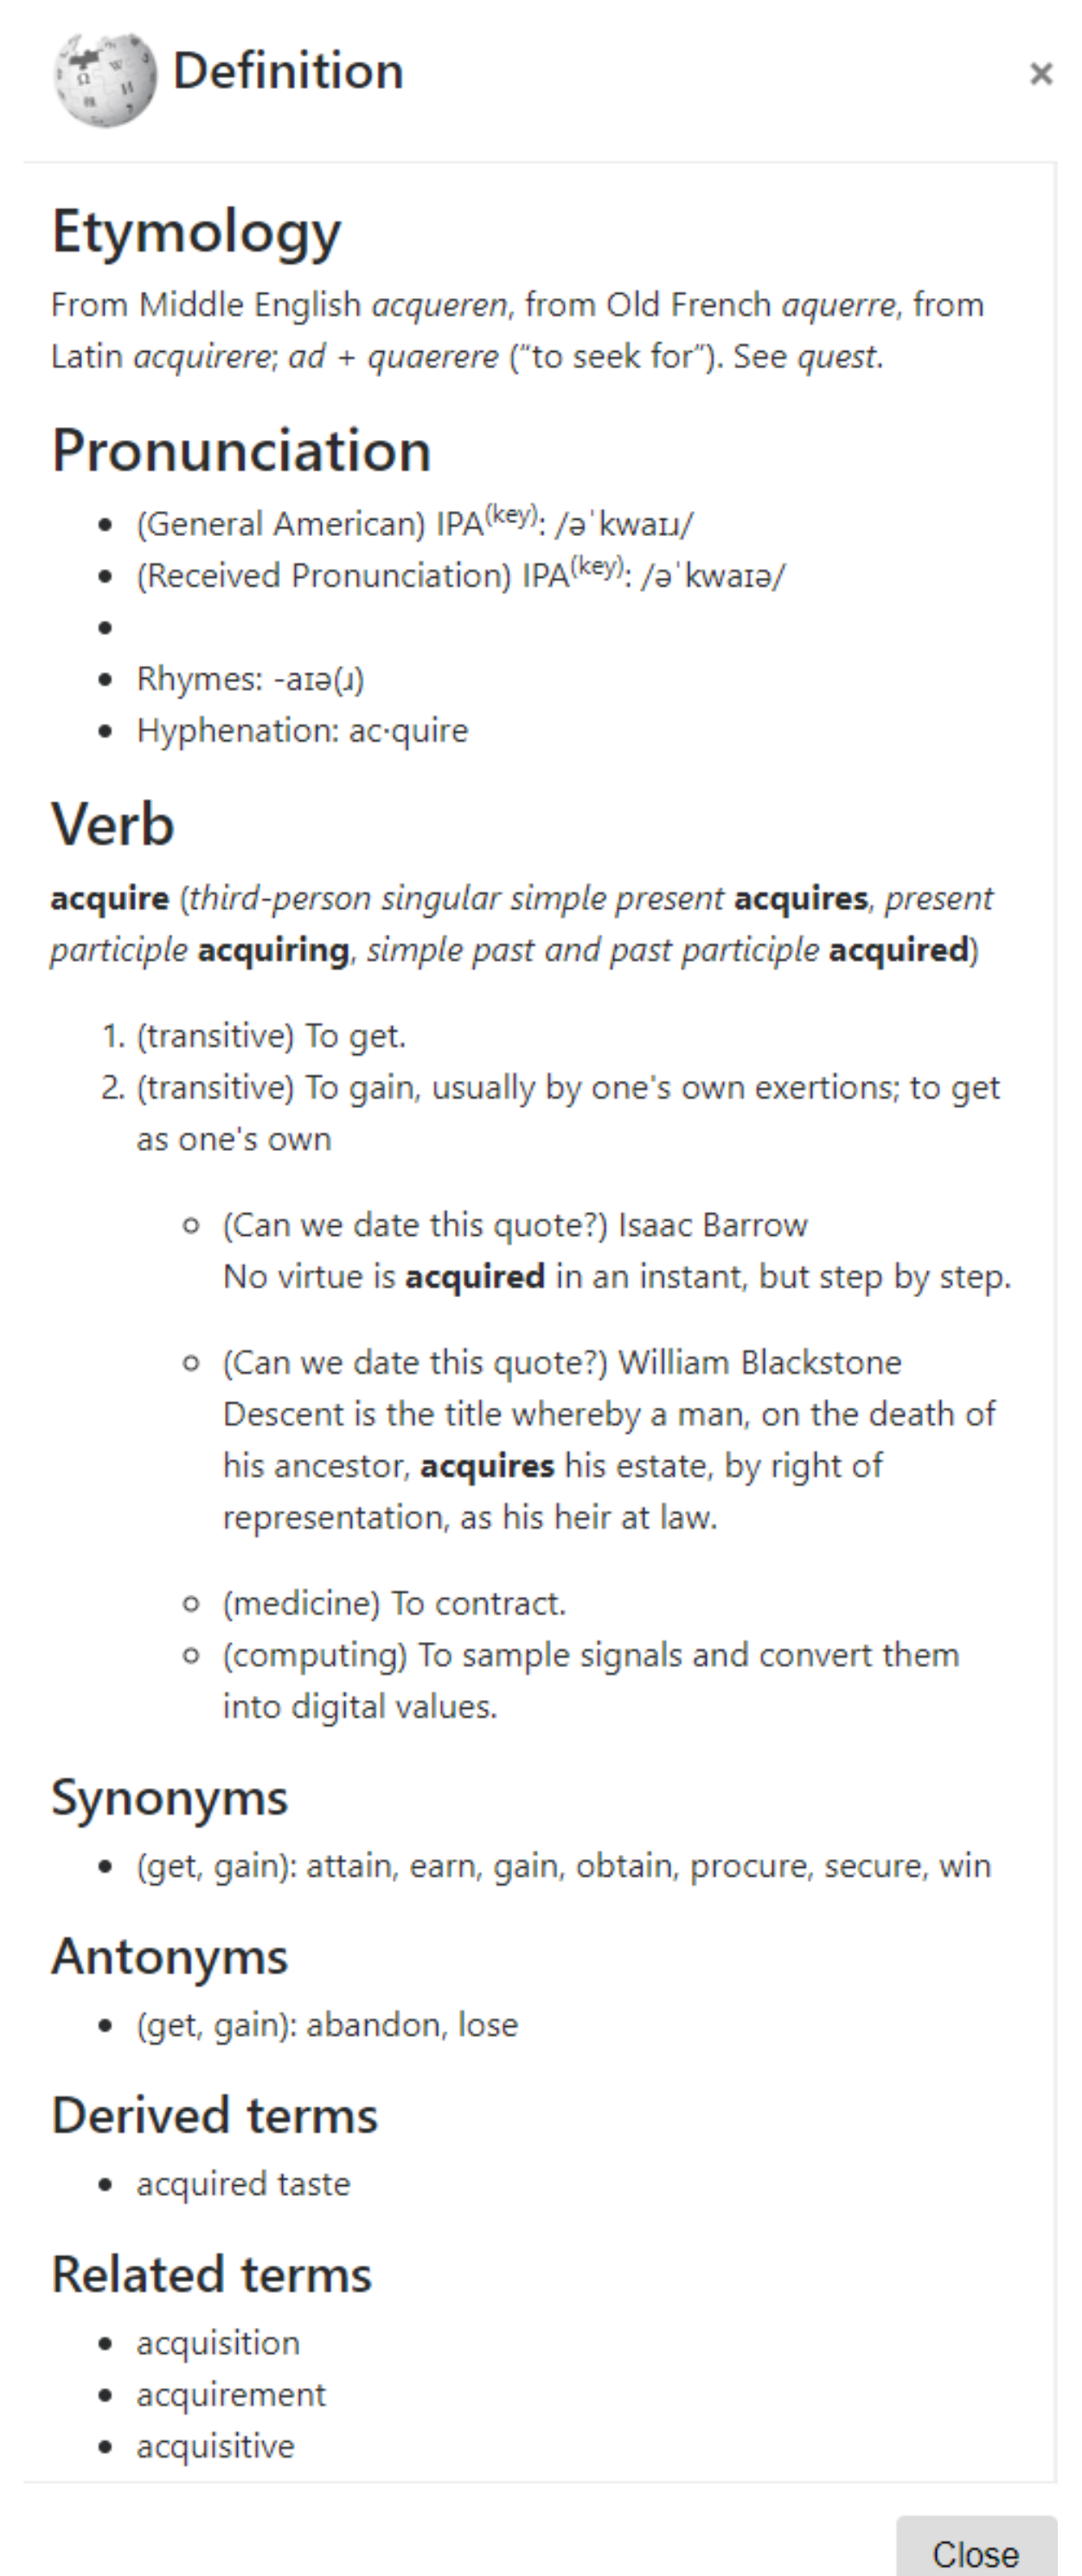 Definition
×
Etymology
From Middle English acqueren, from Old French aquerre, from
Latin acquirere; ad + quaerere (“to seek for”). See quest.
Pronunciation
• (General American) IPA(key): /əˈkwaɪɹ/
• (Received Pronunciation) IPA(key): /əˈkwaɪə/
•
• Rhymes: -aɪə(ɹ)
• Hyphenation: ac·quire
Verb
acquire (third-person singular simple present acquires, present
participle acquiring, simple past and past participle acquired)
1. (transitive) To get.
2. (transitive) To gain, usually by one's own exertions; to get
as one's own
○ (Can we date this quote?) Isaac Barrow
No virtue is acquired in an instant, but step by step.
○ (Can we date this quote?) William Blackstone
Descent is the title whereby a man, on the death of
his ancestor, acquires his estate, by right of
representation, as his heir at law.
○ (medicine) To contract.
○ (computing) To sample signals and convert them
into digital values.
Synonyms
• (get, gain): attain, earn, gain, obtain, procure, secure, win
Antonyms
• (get, gain): abandon, lose
Derived terms
• acquired taste
Related terms
• acquisition
• acquirement
• acquisitive
Close